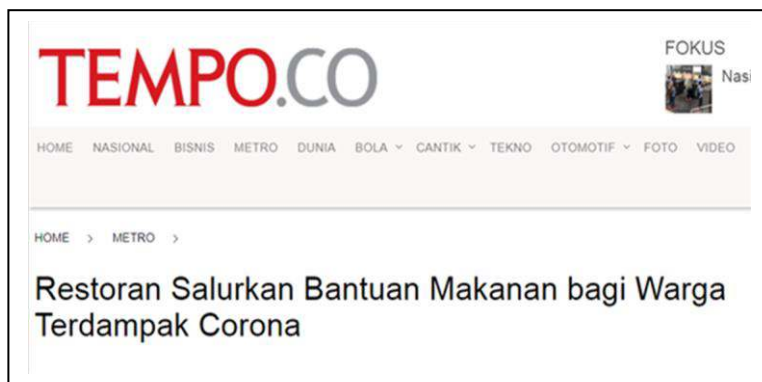 TEMPO.CO
FOKUS
Nasi
HOME NASIONAL BISNIS METRO DUNIA BOLA CANTIK TEKNO OTOMOTIF FOTO VIDEO
HOME > METRO >
Restoran Salurkan Bantuan Makanan bagi Warga
Terdampak Corona